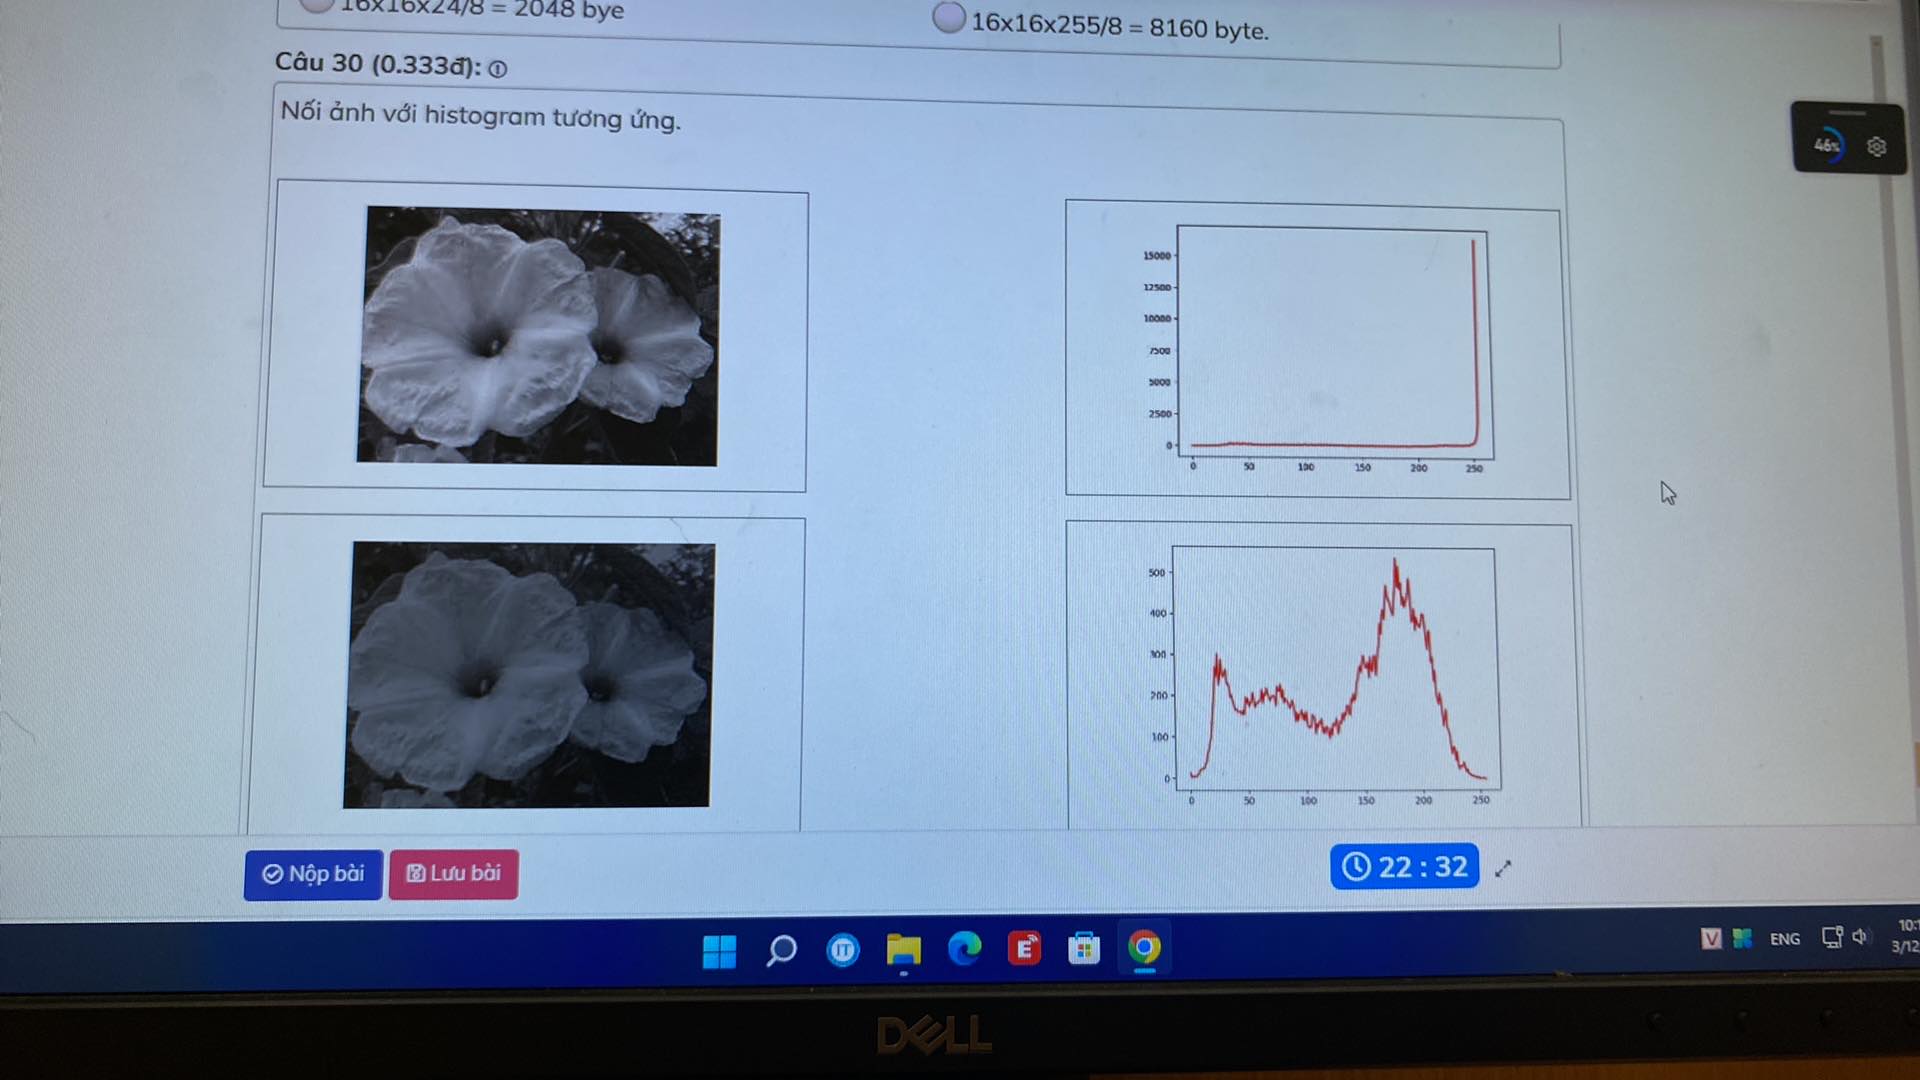 16x16x24/8 = 2048 bye
16x16x255/8 = 8160 byte.
Câu 30 (0.333đ):
Nối ảnh với histogram tương ứng.
46%
15000
12500
10000
7500
5000
2500
0
0 50 100 150 200 250
500
400
300
200
100
0
0 50 100 150 200 250
Nộp bài
Lưu bài
22 : 32
IT
E
V
ENG
10:1
3/12
DELL